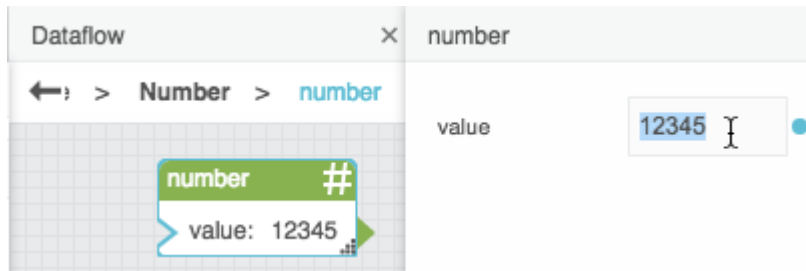 Dataflow ×
> Number > number
number #
value: 12345
number
value 12345